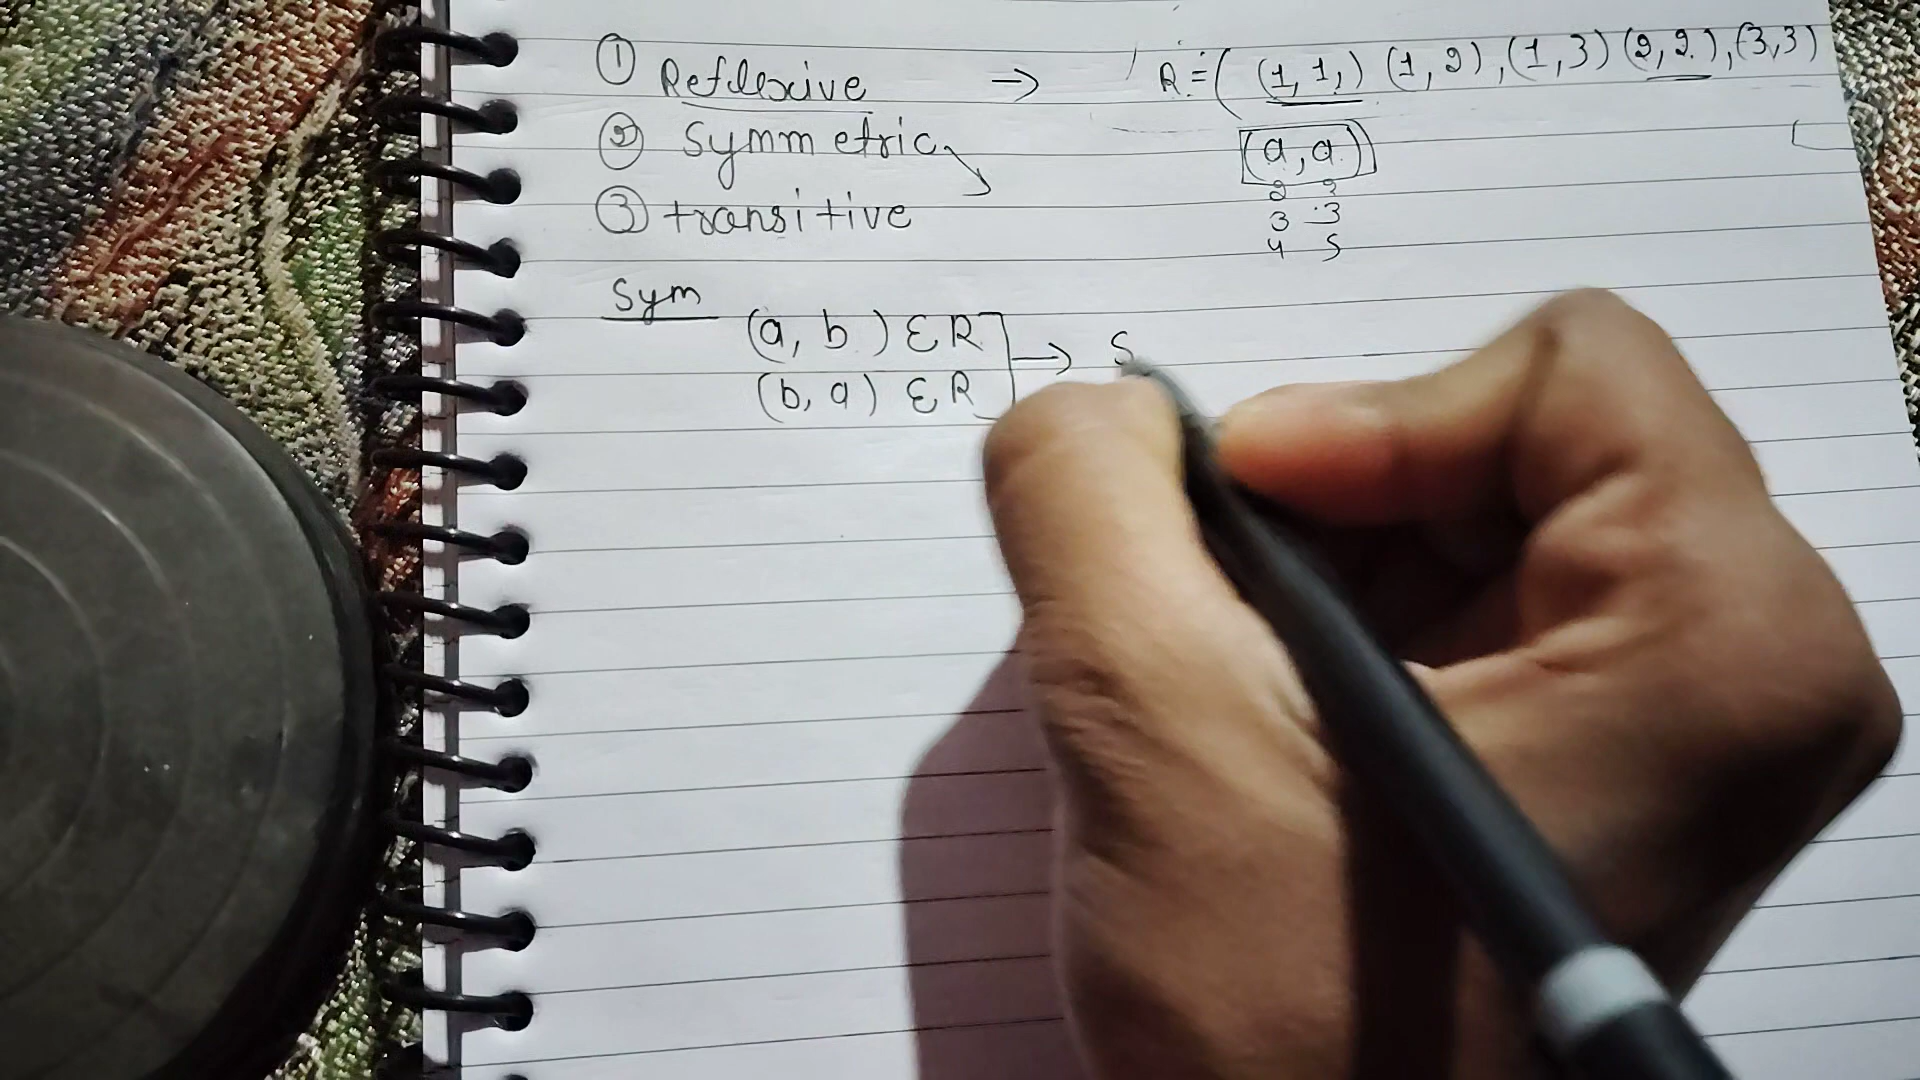 ① Reflexive → R = ( (1, 1,) (1, 2), (1, 3) (2, 2.), (3,3)
② Symmetric
(a, a.)
2 2
③ transitive
3 3
4 5
Sym
(a, b) ∈ R
→ S
(b, a) ∈ R